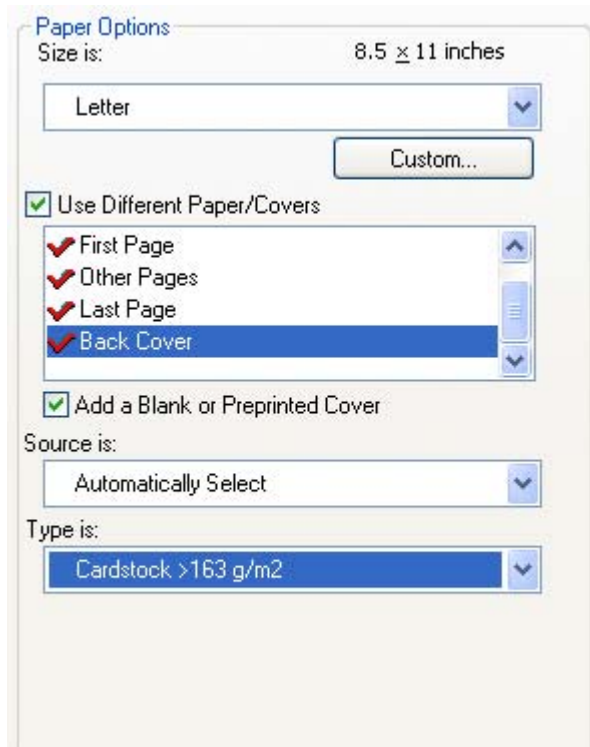 Paper Options
Size is: 8.5 x 11 inches
Letter
Custom...
Use Different Paper/Covers
First Page
Other Pages
Last Page
Back Cover
Add a Blank or Preprinted Cover
Source is:
Automatically Select
Type is:
Cardstock >163 g/m2